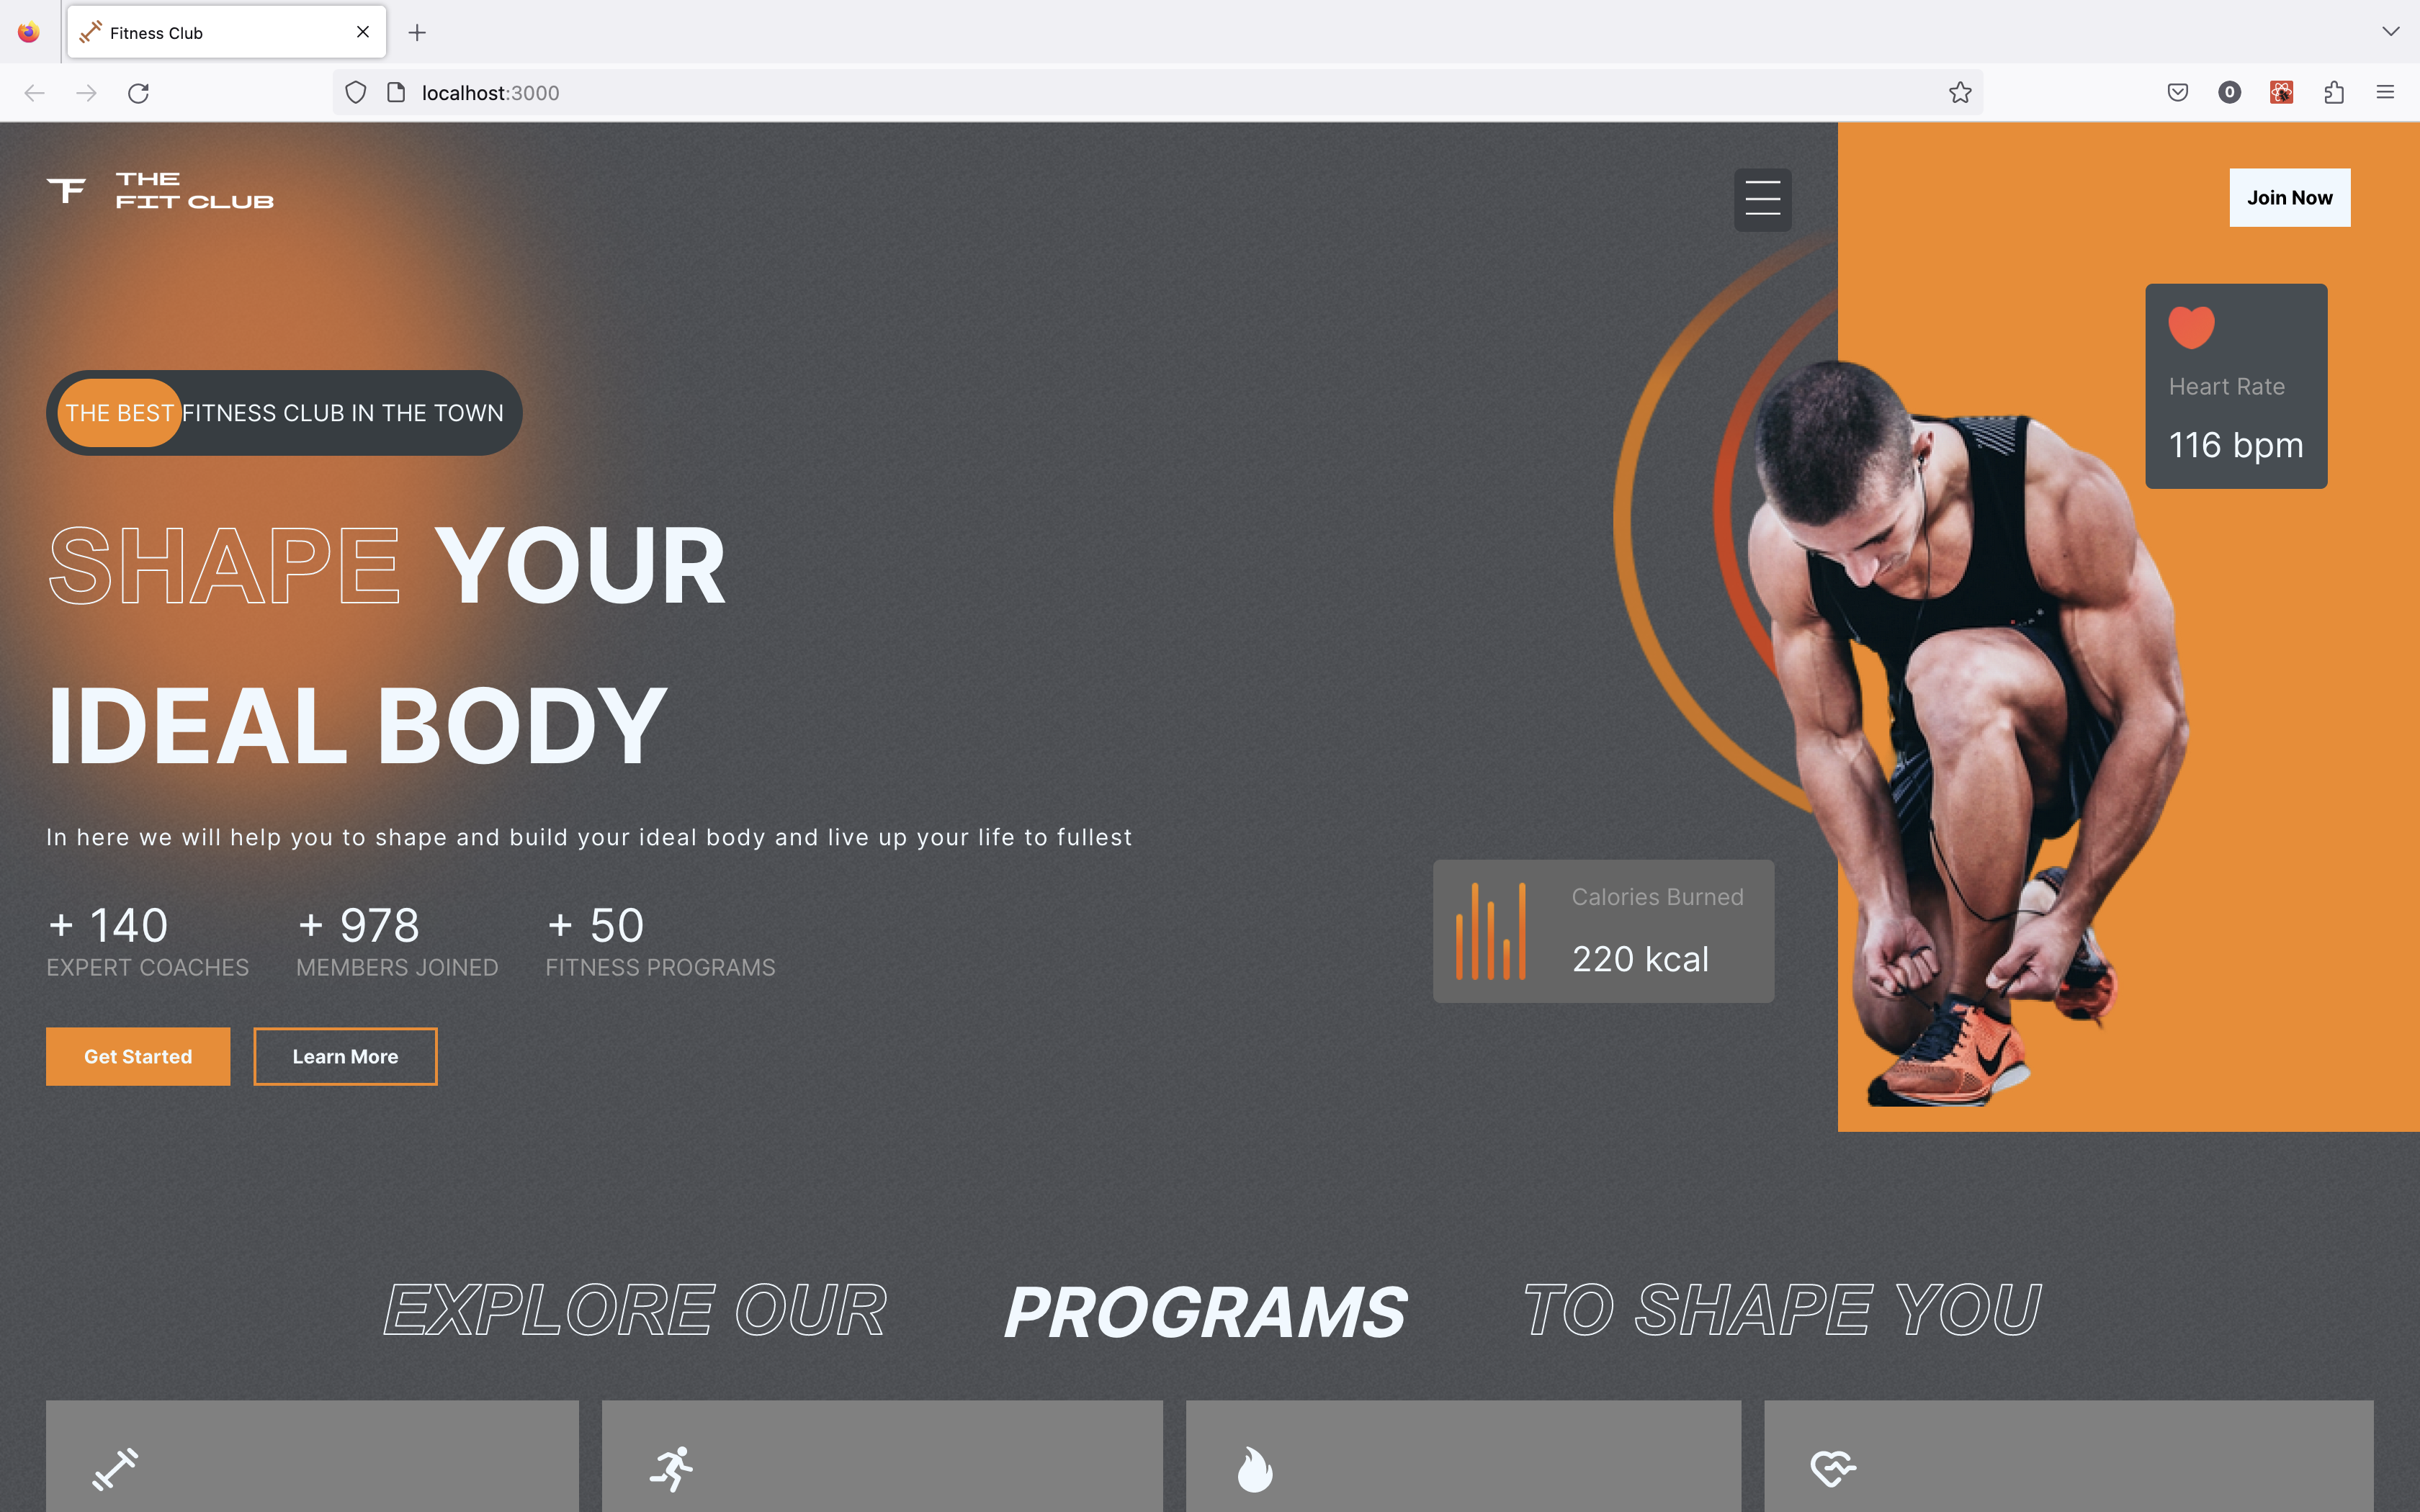 Fitness Club
localhost:3000
0
TF THE
FIT CLUB
Join Now
Heart Rate
116 bpm
THE BEST FITNESS CLUB IN THE TOWN
SHAPE YOUR
IDEAL BODY
In here we will help you to shape and build your ideal body and live up your life to fullest
+ 140
EXPERT COACHES
+ 978
MEMBERS JOINED
+ 50
FITNESS PROGRAMS
Calories Burned
220 kcal
Get Started
Learn More
EXPLORE OUR PROGRAMS TO SHAPE YOU